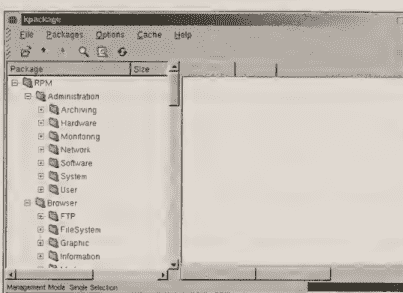 kpackage
File Packages Options Cache Help
Package Size
RPM
Administration
Archiving
Hardware
Monitoring
Network
Software
System
User
Browser
FTP
FileSystem
Graphic
Information
Management Mode Single Selection